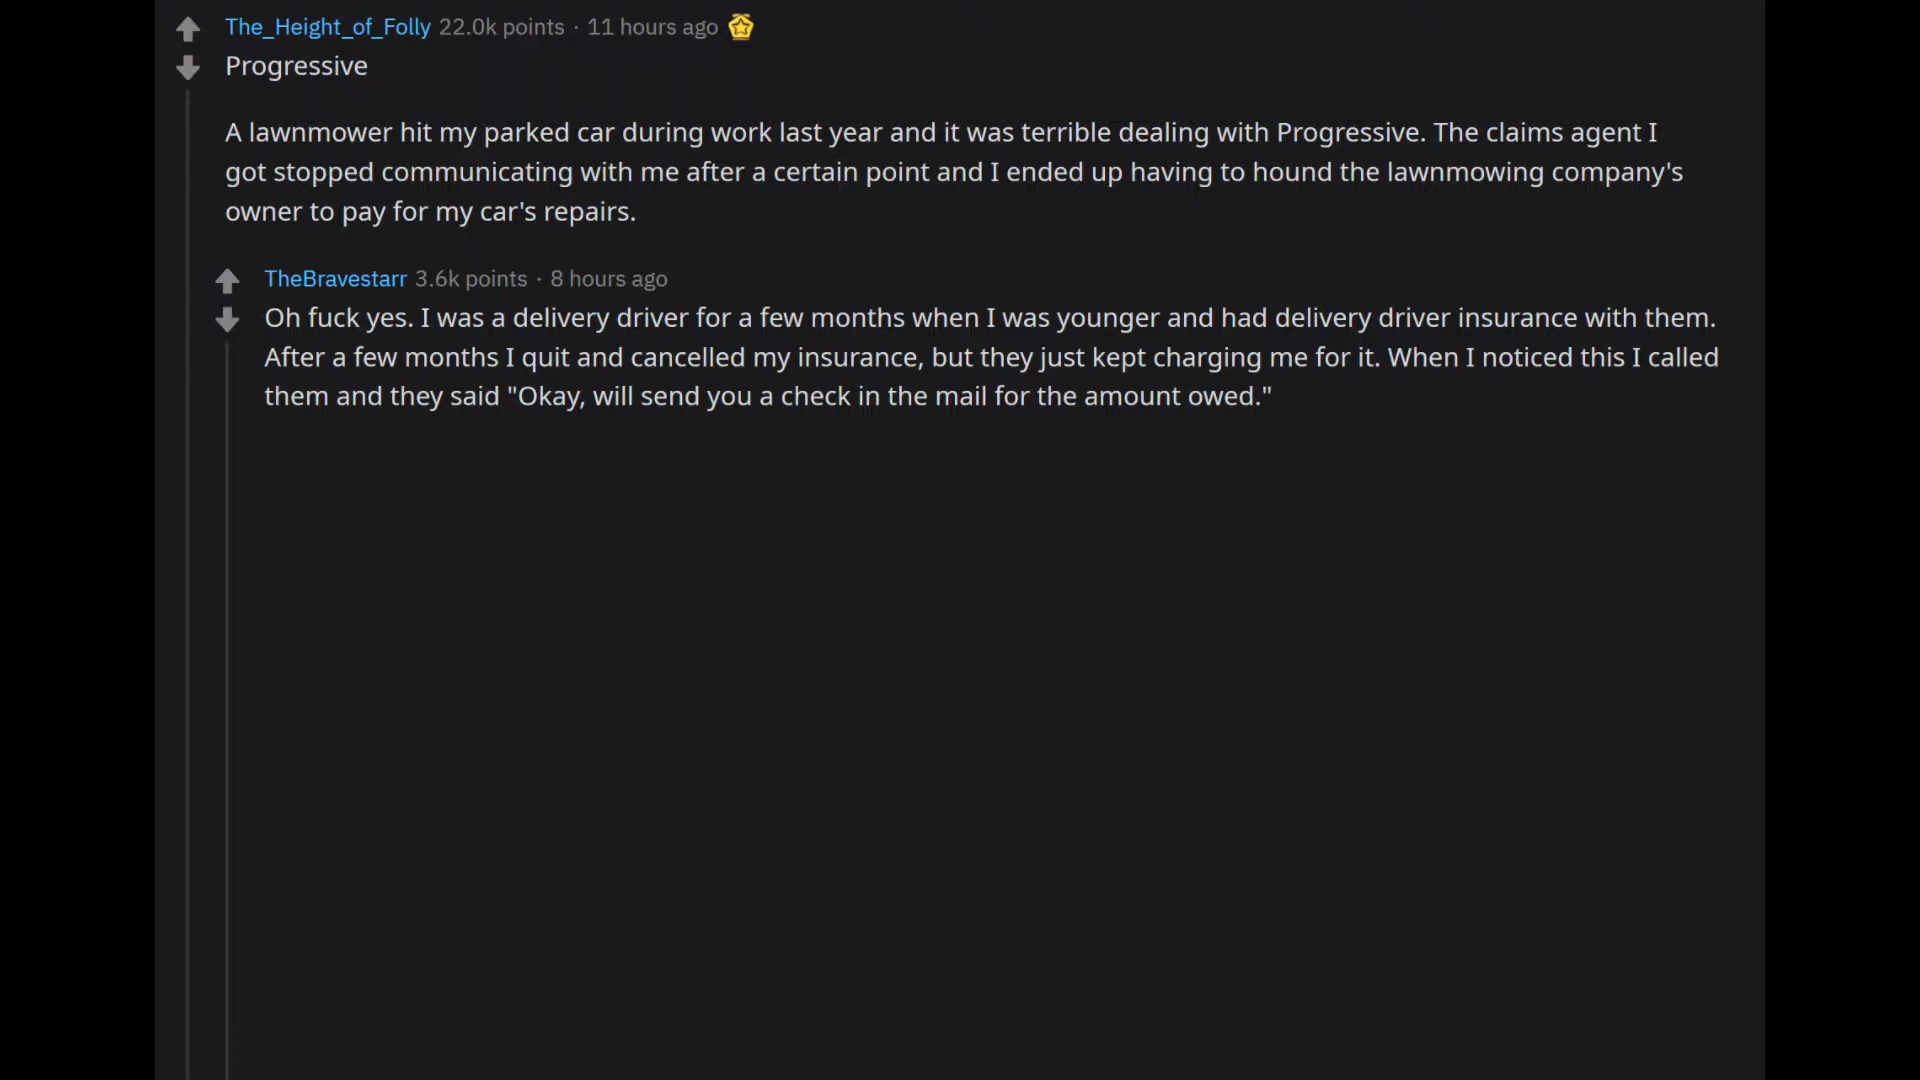 The_Height_of_Folly 22.0k points · 11 hours ago
Progressive
A lawnmower hit my parked car during work last year and it was terrible dealing with Progressive. The claims agent I
got stopped communicating with me after a certain point and I ended up having to hound the lawnmowing company's
owner to pay for my car's repairs.
TheBravestarr 3.6k points · 8 hours ago
Oh fuck yes. I was a delivery driver for a few months when I was younger and had delivery driver insurance with them.
After a few months I quit and cancelled my insurance, but they just kept charging me for it. When I noticed this I called
them and they said "Okay, will send you a check in the mail for the amount owed."